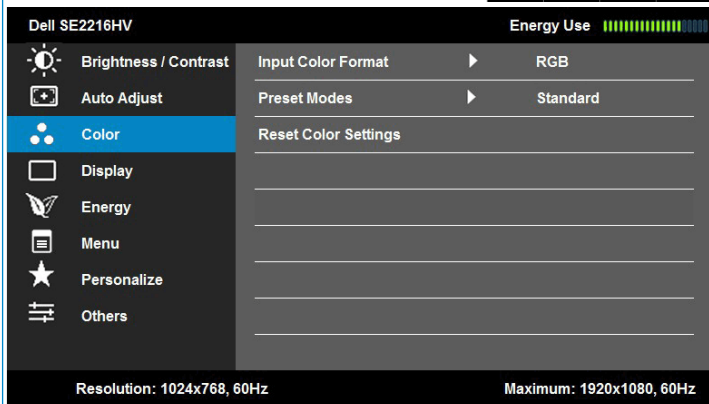 Dell SE2216HV Energy Use
Brightness / Contrast Input Color Format RGB
Auto Adjust Preset Modes Standard
Color Reset Color Settings
Display
Energy
Menu
Personalize
Others
Resolution: 1024x768, 60Hz Maximum: 1920x1080, 60Hz